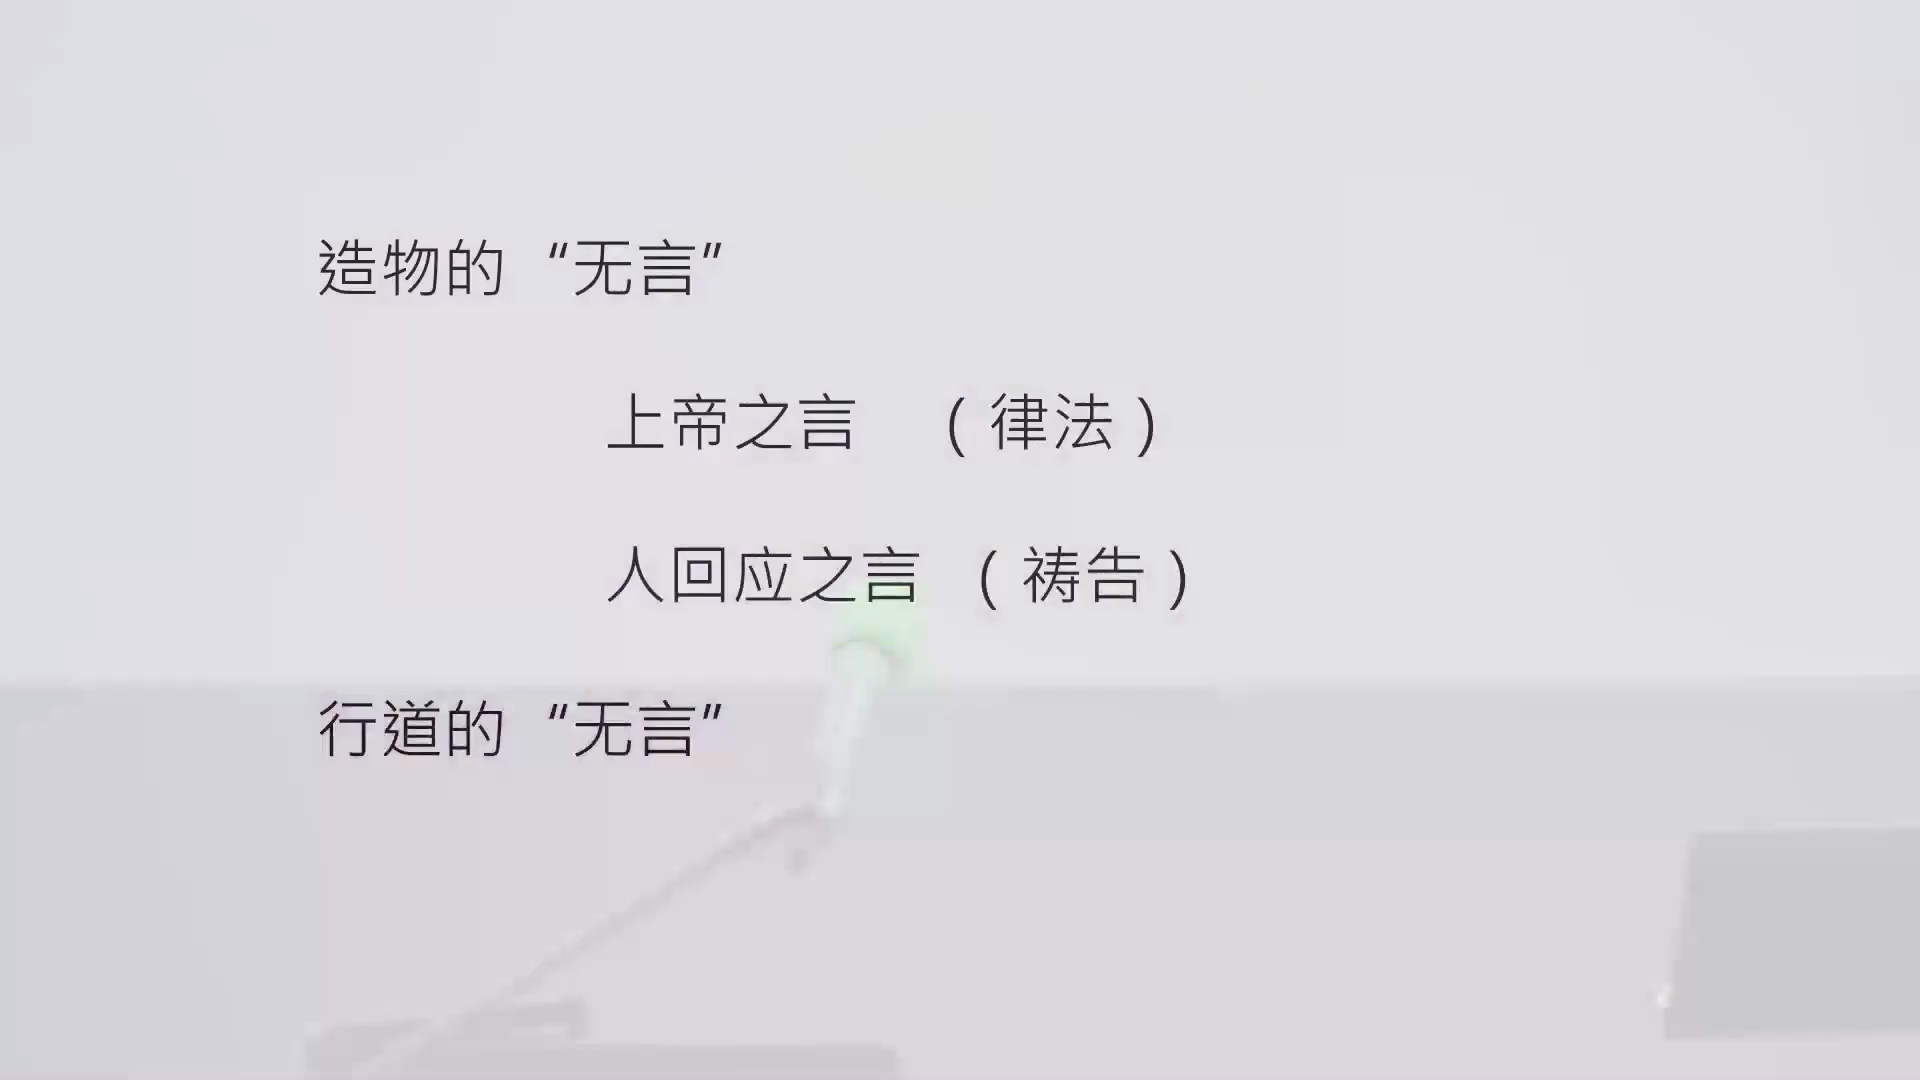 造物的“无言”
上帝之言 （律法）
人回应之言 （祷告）
行道的“无言”